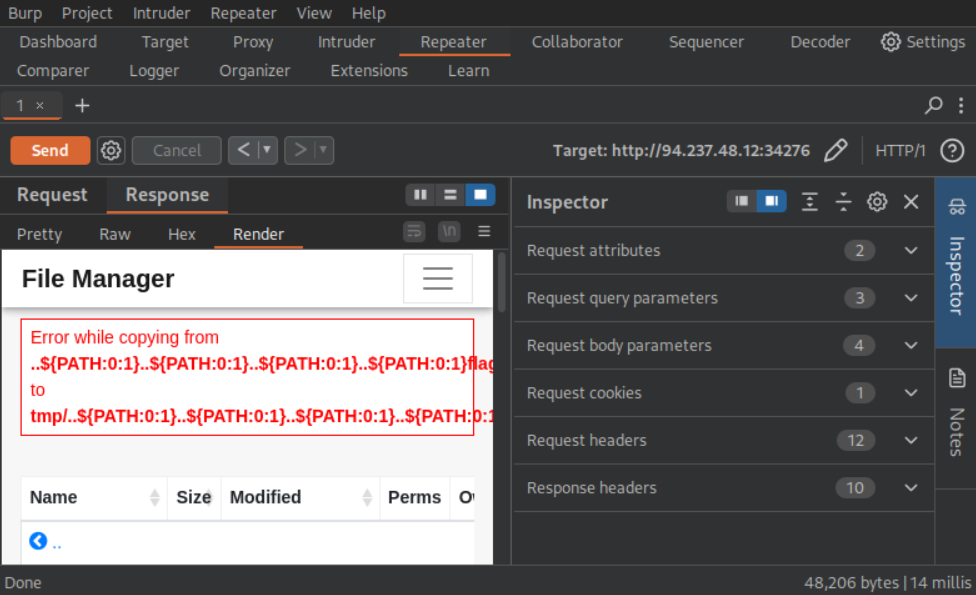 Burp Project Intruder Repeater View Help
Dashboard Target Proxy Intruder Repeater Collaborator Sequencer Decoder Settings
Comparer Logger Organizer Extensions Learn
1 × +
Send Cancel < ▼ > ▼ Target: http://94.237.48.12:34276 HTTP/1 ?
Request Response
Inspector
Pretty Raw Hex Render \n
Request attributes 2
Request query parameters 3
Request body parameters 4
Request cookies 1
Request headers 12
Response headers 10
Inspector
Notes
File Manager
Error while copying from
..${PATH:0:1}..${PATH:0:1}..${PATH:0:1}..${PATH:0:1}flag
to
tmp/..${PATH:0:1}..${PATH:0:1}..${PATH:0:1}..${PATH:0:1
Name Size Modified Perms
..
Done 48,206 bytes | 14 millis